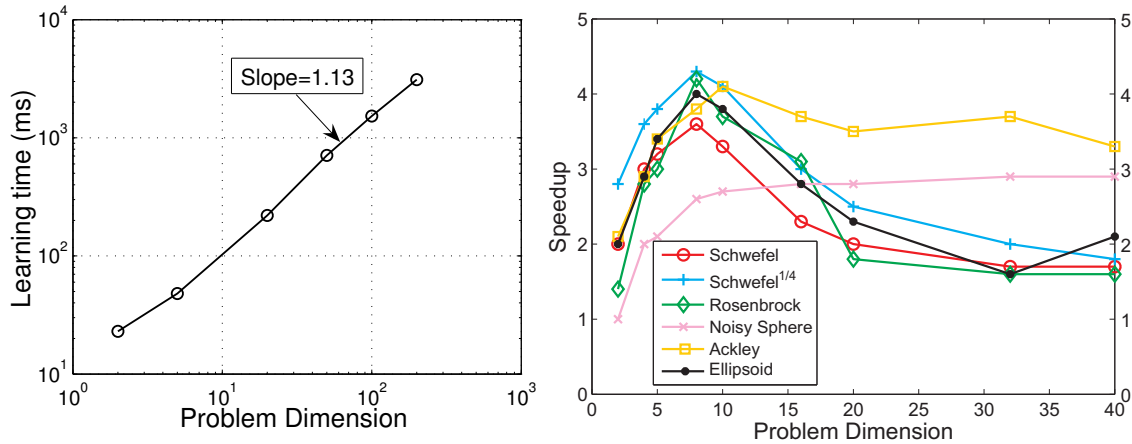 10^4
10^3
10^2
10^1
Learning time (ms)
Slope=1.13
10^0
10^1
10^2
10^3
Problem Dimension
5
4
3
2
1
0
Speedup
Schwefel
Schwefel^1/4
Rosenbrock
Noisy Sphere
Ackley
Ellipsoid
5
4
3
2
1
0
0 5 10 15 20 25 30 35 40
Problem Dimension